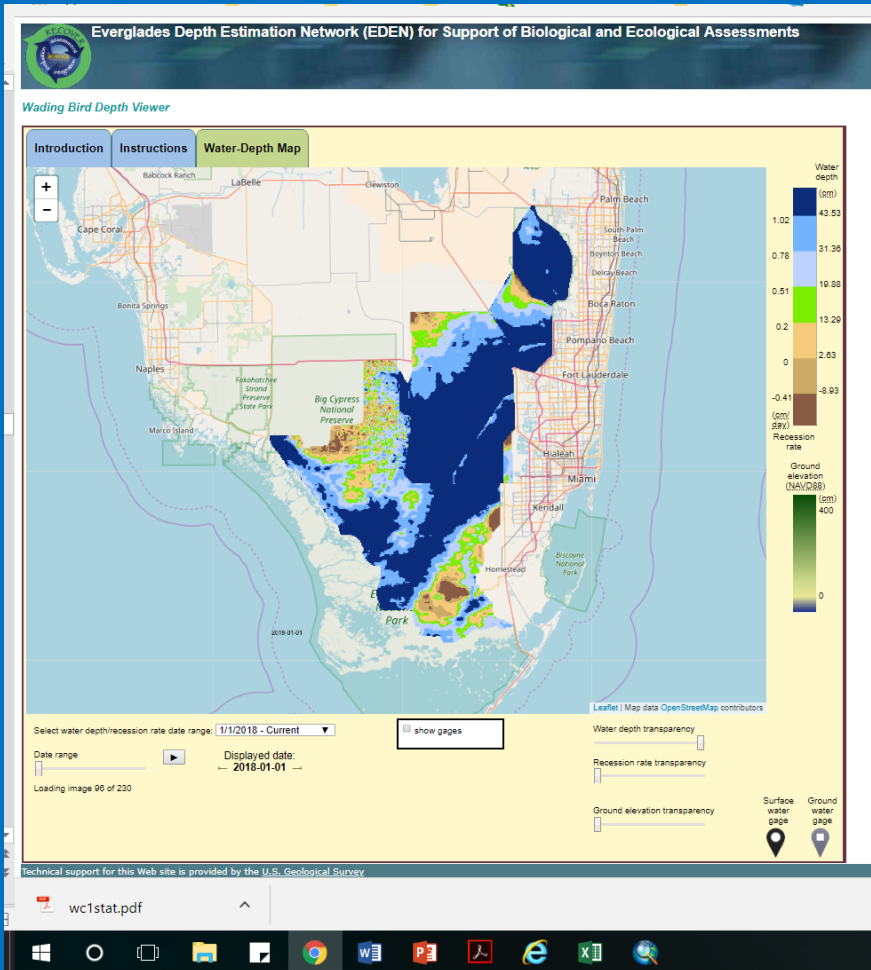 Everglades Depth Estimation Network (EDEN) for Support of Biological and Ecological Assessments
RECOVER
Wading Bird Depth Viewer
Introduction
Instructions
Water-Depth Map
+
−
Babcock Ranch
LaBelle
Clewiston
Palm Beach
Cape Coral
South Palm
Beach
Boynton Beach
Delray Beach
Boca Raton
Bonita Springs
Pompano Beach
Naples
Fort Lauderdale
Fakahatchee
Strand
Preserve
State Park
Big Cypress
National
Preserve
Marco Island
Hialeah
Miami
Kendall
Biscayne
National
Park
Homestead
Park
2018-01-01
Leaflet | Map data OpenStreetMap contributors
Water
depth
(cm)
43.53
1.02
31.36
0.78
19.88
0.51
13.29
0.2
2.63
0
-8.93
-0.41
(cm/
day)
Recession
rate
Ground
elevation
(NAVD88)
(cm)
400
0
Select water depth/recession rate date range: 1/1/2018 - Current ▼
show gages
Water depth transparency
Date range
Displayed date:
← 2018-01-01 →
Recession rate transparency
Loading image 96 of 230
Ground elevation transparency
Surface
water
gage
Ground
water
gage
Technical support for this Web site is provided by the U.S. Geological Survey
wc1stat.pdf